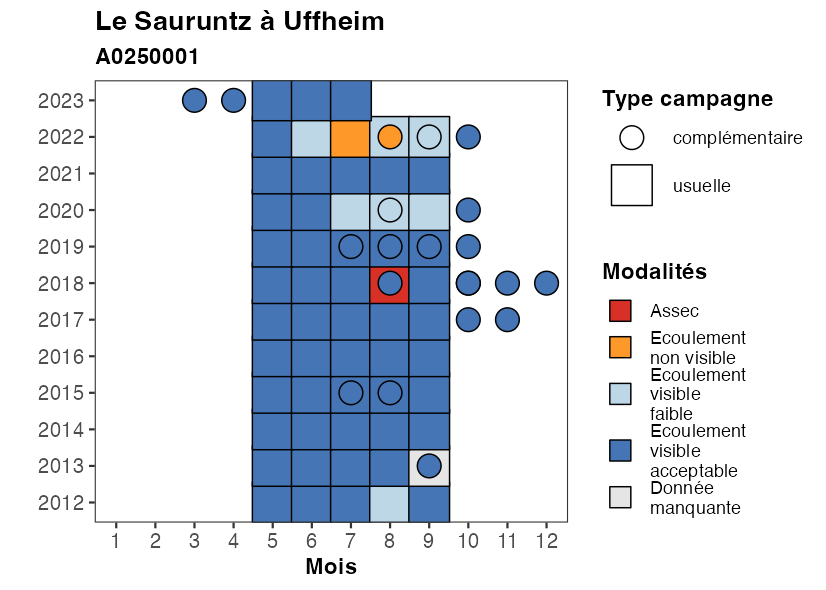 Le Sauruntz à Uffheim
A0250001
2023
2022
2021
2020
2019
2018
2017
2016
2015
2014
2013
2012
1 2 3 4 5 6 7 8 9 10 11 12
Mois
Type campagne
complémentaire
usuelle
Modalités
Assec
Ecoulement
non visible
Ecoulement
visible
faible
Ecoulement
visible
acceptable
Donnée
manquante